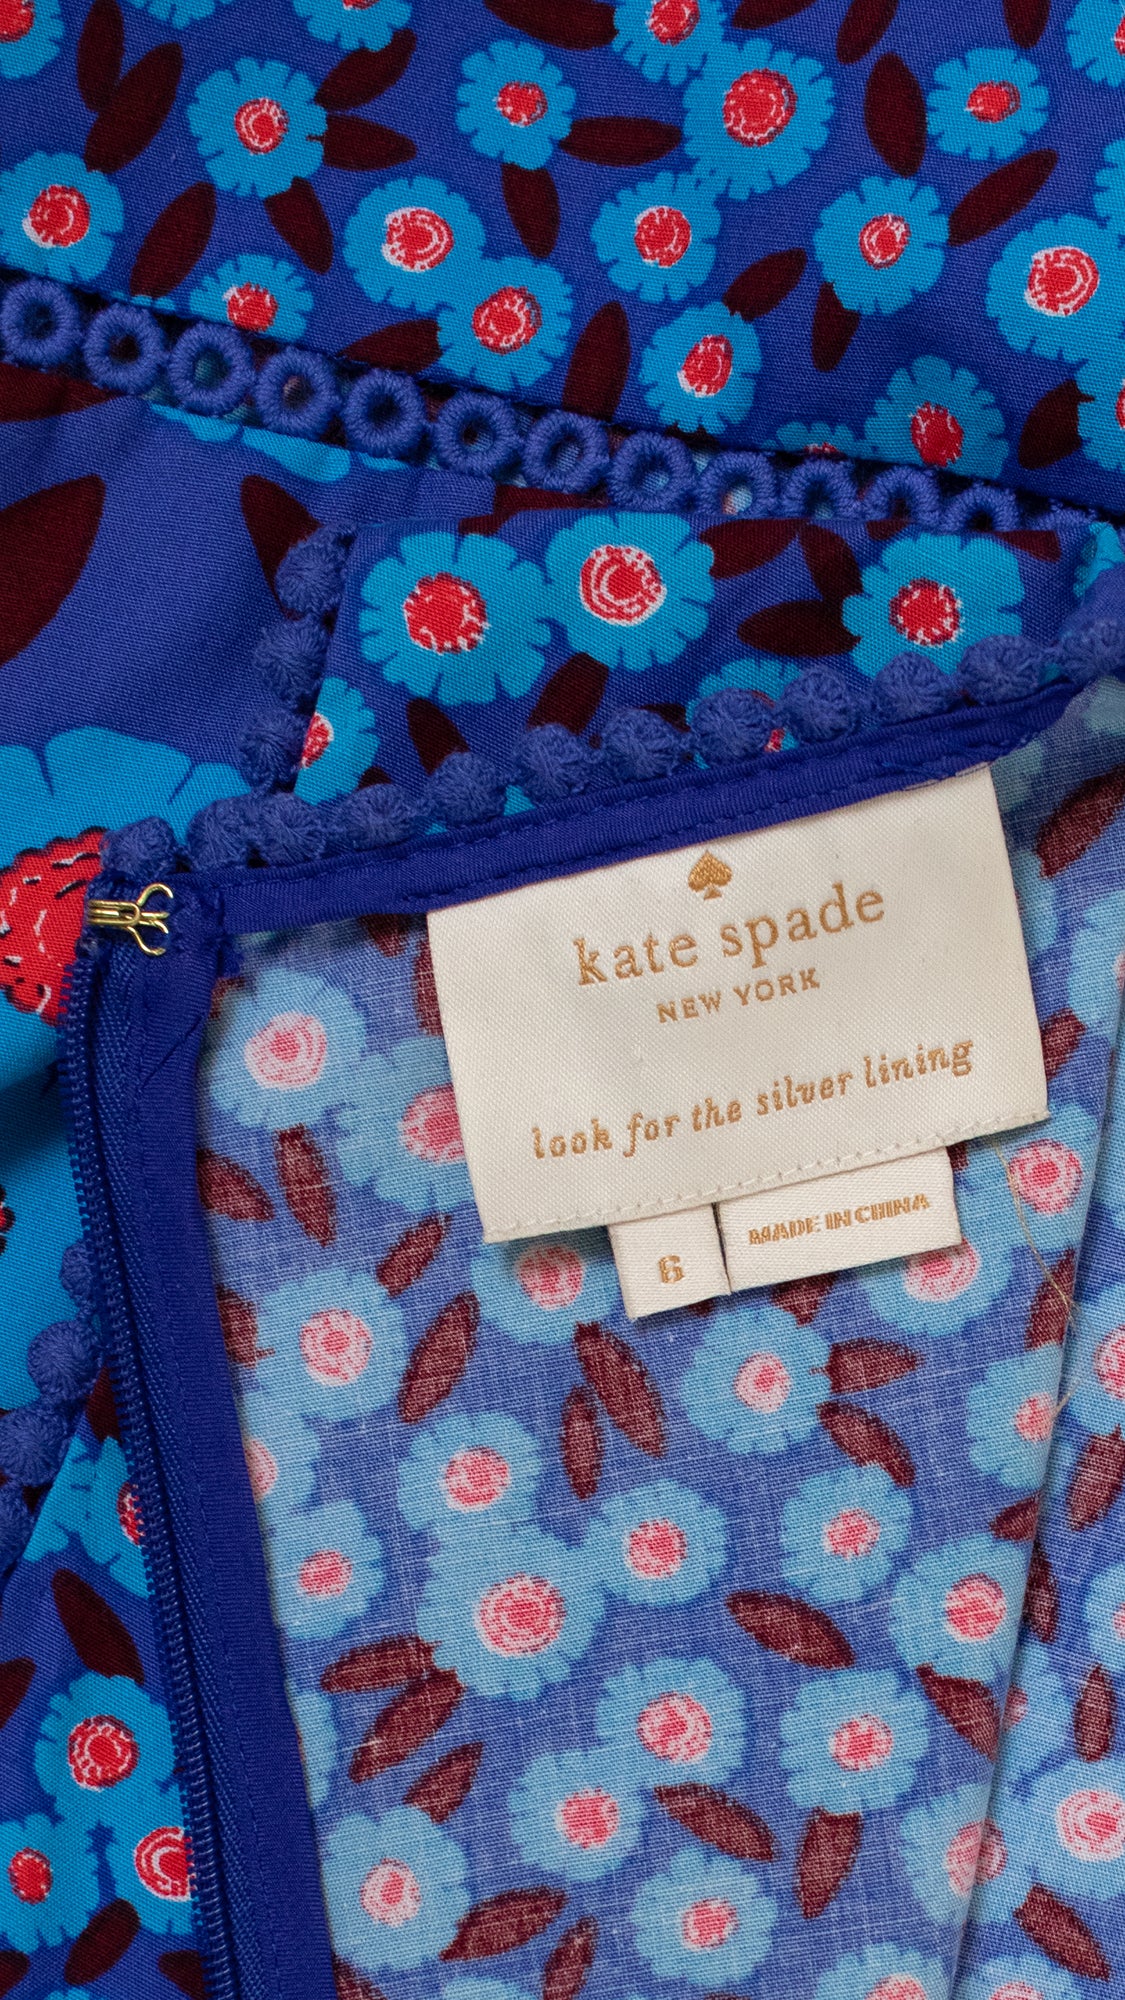 kate spade
NEW YORK
look for the silver lining
6
MADE IN CHINA